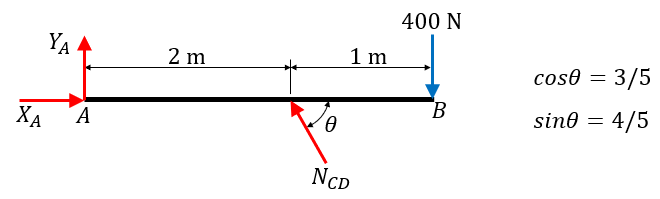 400 N
Y_A
2 m
1 m
cosθ = 3/5
X_A
A
θ
B
sinθ = 4/5
N_CD